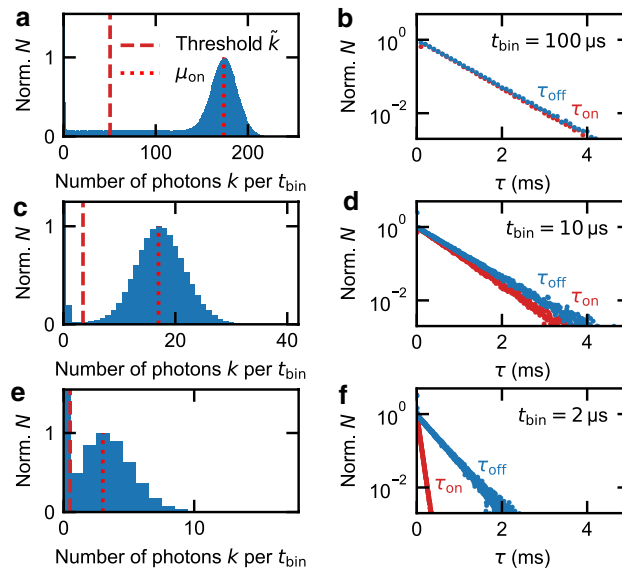 a
Norm. N
1
0
Threshold k̃
μon
0 100 200
Number of photons k per tbin
b
Norm. N
10⁰
10⁻²
tbin = 100 μs
τoff
τon
0 2 4
τ (ms)
c
Norm. N
1
0
0 20 40
Number of photons k per tbin
d
Norm. N
10⁰
10⁻²
tbin = 10 μs
τoff
τon
0 2 4
τ (ms)
e
Norm. N
1
0
0 10
Number of photons k per tbin
f
Norm. N
10⁰
10⁻²
tbin = 2 μs
τoff
τon
0 2 4
τ (ms)